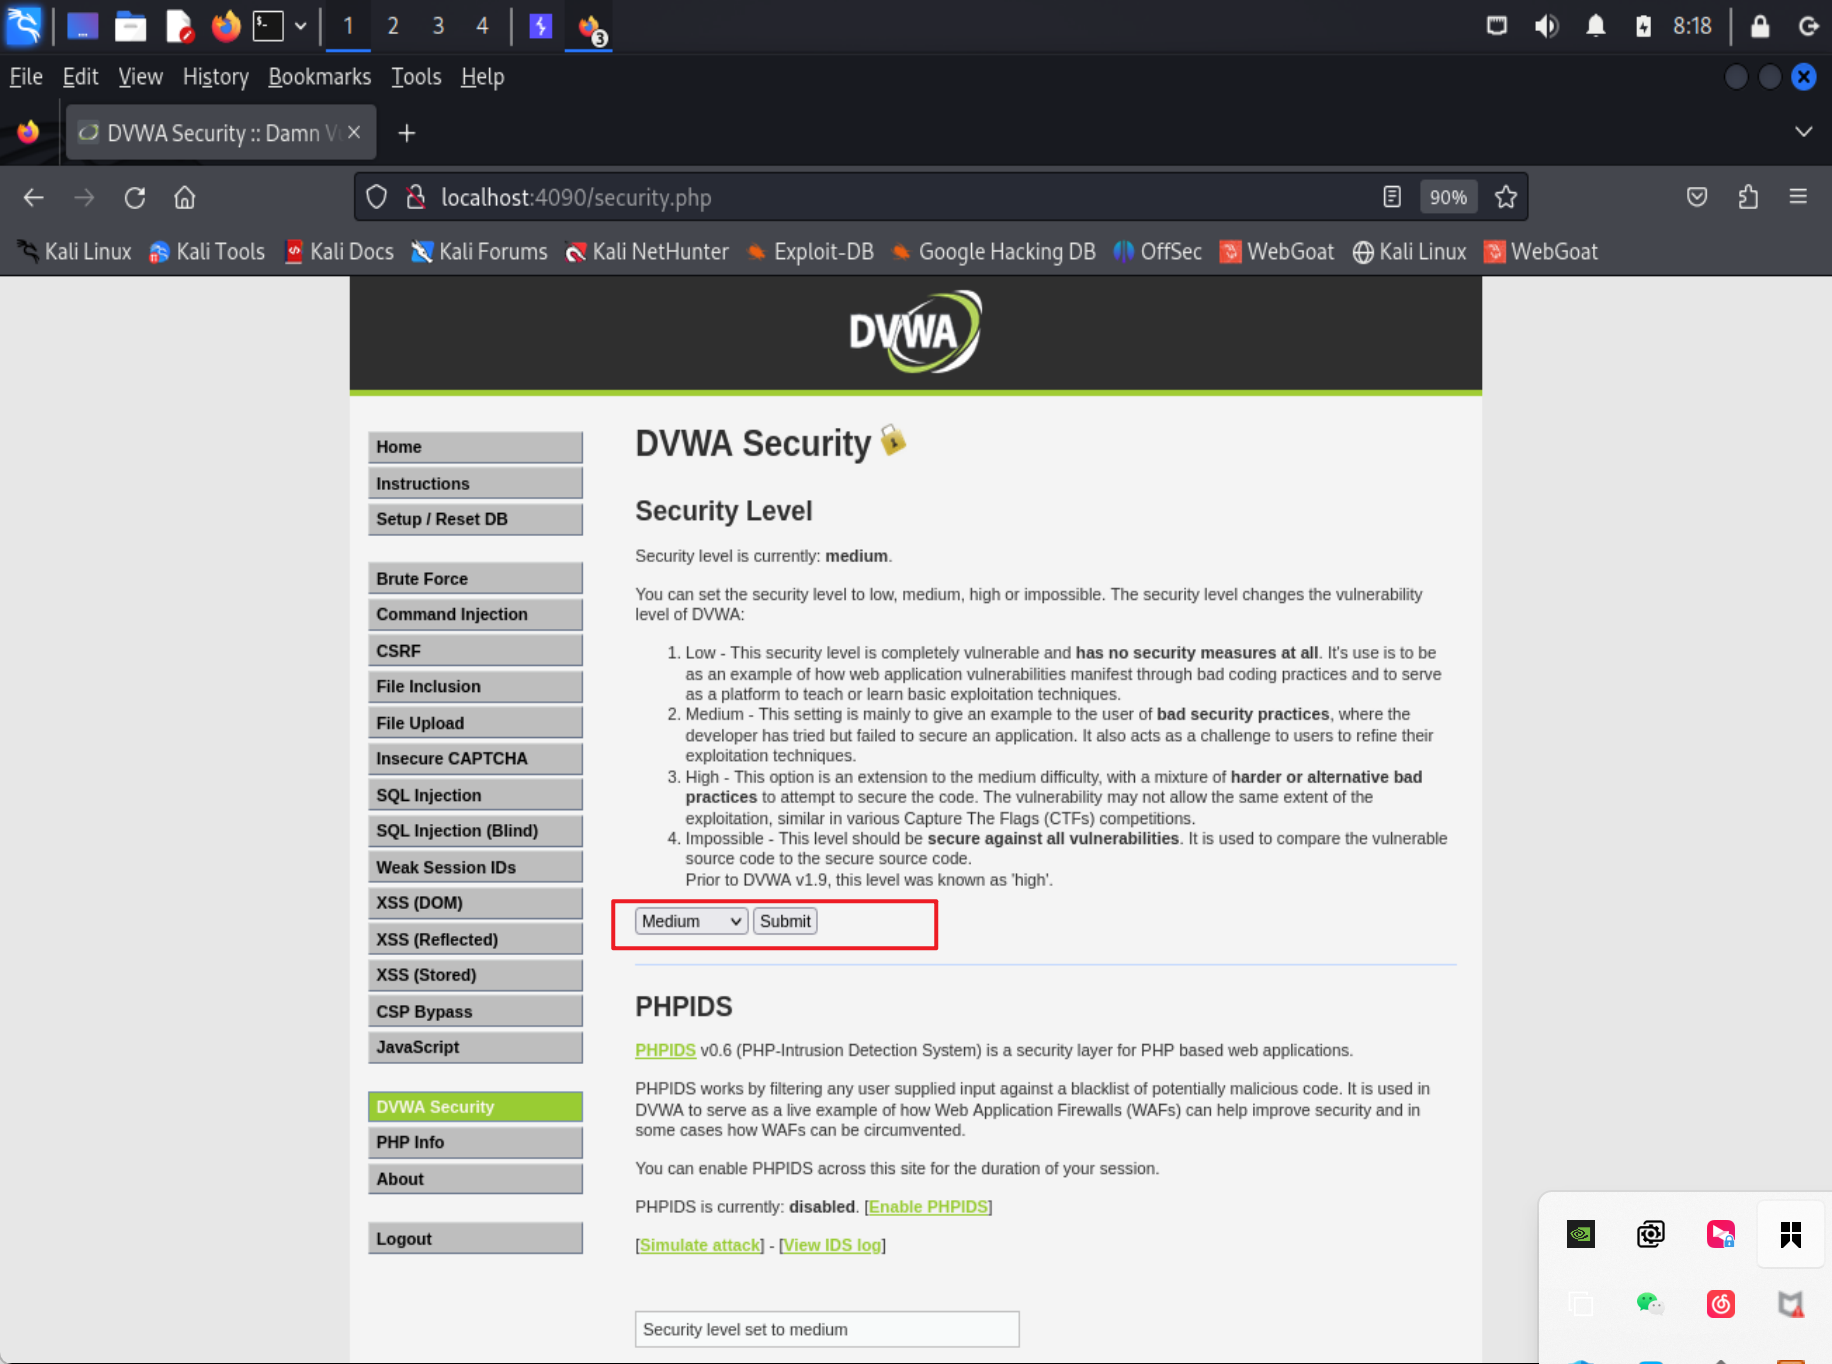 1 2 3 4 3 8:18
File Edit View History Bookmarks Tools Help
DVWA Security :: Damn V
localhost:4090/security.php 90%
Kali Linux Kali Tools Kali Docs Kali Forums Kali NetHunter Exploit-DB Google Hacking DB OffSec WebGoat Kali Linux WebGoat
DVWA
Home
Instructions
Setup / Reset DB
Brute Force
Command Injection
CSRF
File Inclusion
File Upload
Insecure CAPTCHA
SQL Injection
SQL Injection (Blind)
Weak Session IDs
XSS (DOM)
XSS (Reflected)
XSS (Stored)
CSP Bypass
JavaScript
DVWA Security
PHP Info
About
Logout
DVWA Security
Security Level
Security level is currently: medium.
You can set the security level to low, medium, high or impossible. The security level changes the vulnerability
level of DVWA:
1. Low - This security level is completely vulnerable and has no security measures at all. It's use is to be
as an example of how web application vulnerabilities manifest through bad coding practices and to serve
as a platform to teach or learn basic exploitation techniques.
2. Medium - This setting is mainly to give an example to the user of bad security practices, where the
developer has tried but failed to secure an application. It also acts as a challenge to users to refine their
exploitation techniques.
3. High - This option is an extension to the medium difficulty, with a mixture of harder or alternative bad
practices to attempt to secure the code. The vulnerability may not allow the same extent of the
exploitation, similar in various Capture The Flags (CTFs) competitions.
4. Impossible - This level should be secure against all vulnerabilities. It is used to compare the vulnerable
source code to the secure source code.
Prior to DVWA v1.9, this level was known as 'high'.
Medium Submit
PHPIDS
PHPIDS v0.6 (PHP-Intrusion Detection System) is a security layer for PHP based web applications.
PHPIDS works by filtering any user supplied input against a blacklist of potentially malicious code. It is used in
DVWA to serve as a live example of how Web Application Firewalls (WAFs) can help improve security and in
some cases how WAFs can be circumvented.
You can enable PHPIDS across this site for the duration of your session.
PHPIDS is currently: disabled. [Enable PHPIDS]
[Simulate attack] - [View IDS log]
Security level set to medium